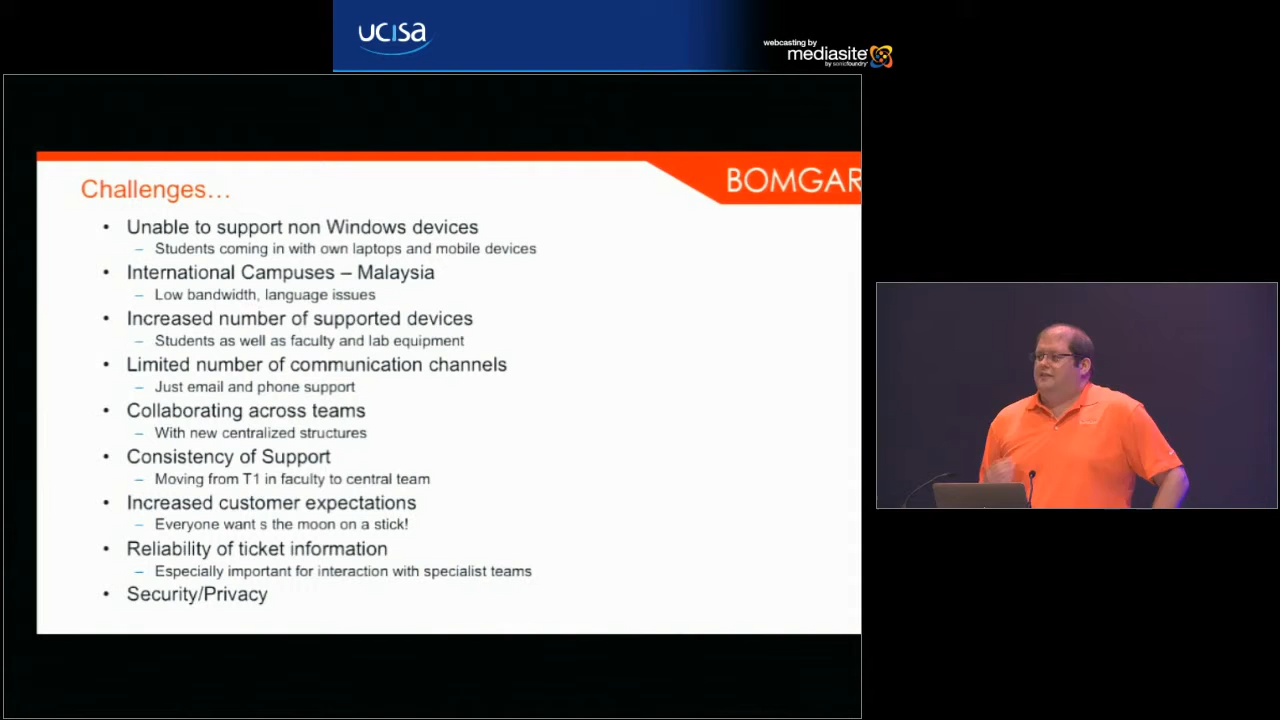 ucisa
webcasting by
mediasite
by sonicfoundry
BOMGAR
Challenges…
• Unable to support non Windows devices
– Students coming in with own laptops and mobile devices
• International Campuses – Malaysia
– Low bandwidth, language issues
• Increased number of supported devices
– Students as well as faculty and lab equipment
• Limited number of communication channels
– Just email and phone support
• Collaborating across teams
– With new centralized structures
• Consistency of Support
– Moving from T1 in faculty to central team
• Increased customer expectations
– Everyone want s the moon on a stick!
• Reliability of ticket information
– Especially important for interaction with specialist teams
• Security/Privacy